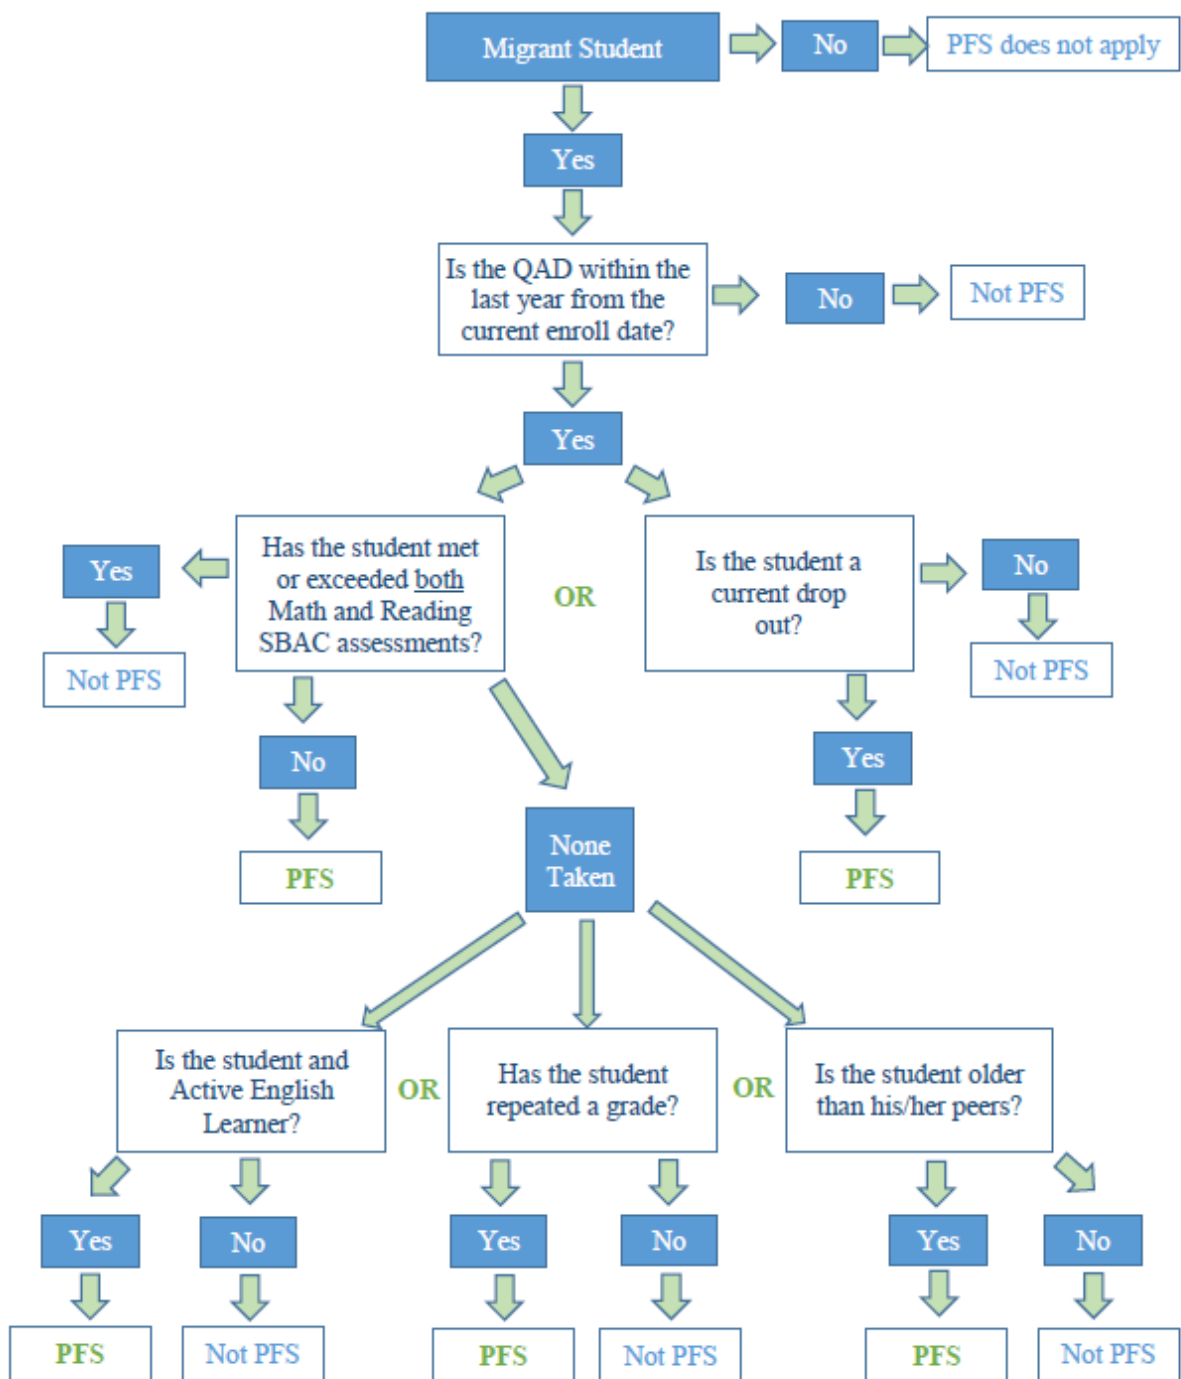 Migrant Student
No
PFS does not apply
Yes
Is the QAD within the
last year from the
current enroll date?
No
Not PFS
Yes
Has the student met
or exceeded both
Math and Reading
SBAC assessments?
OR
Is the student a
current drop
out?
Yes
Not PFS
No
Not PFS
No
PFS
Yes
PFS
None
Taken
Is the student and
Active English
Learner?
OR
Has the student
repeated a grade?
OR
Is the student older
than his/her peers?
Yes
No
Yes
No
Yes
No
PFS
Not PFS
PFS
Not PFS
PFS
Not PFS